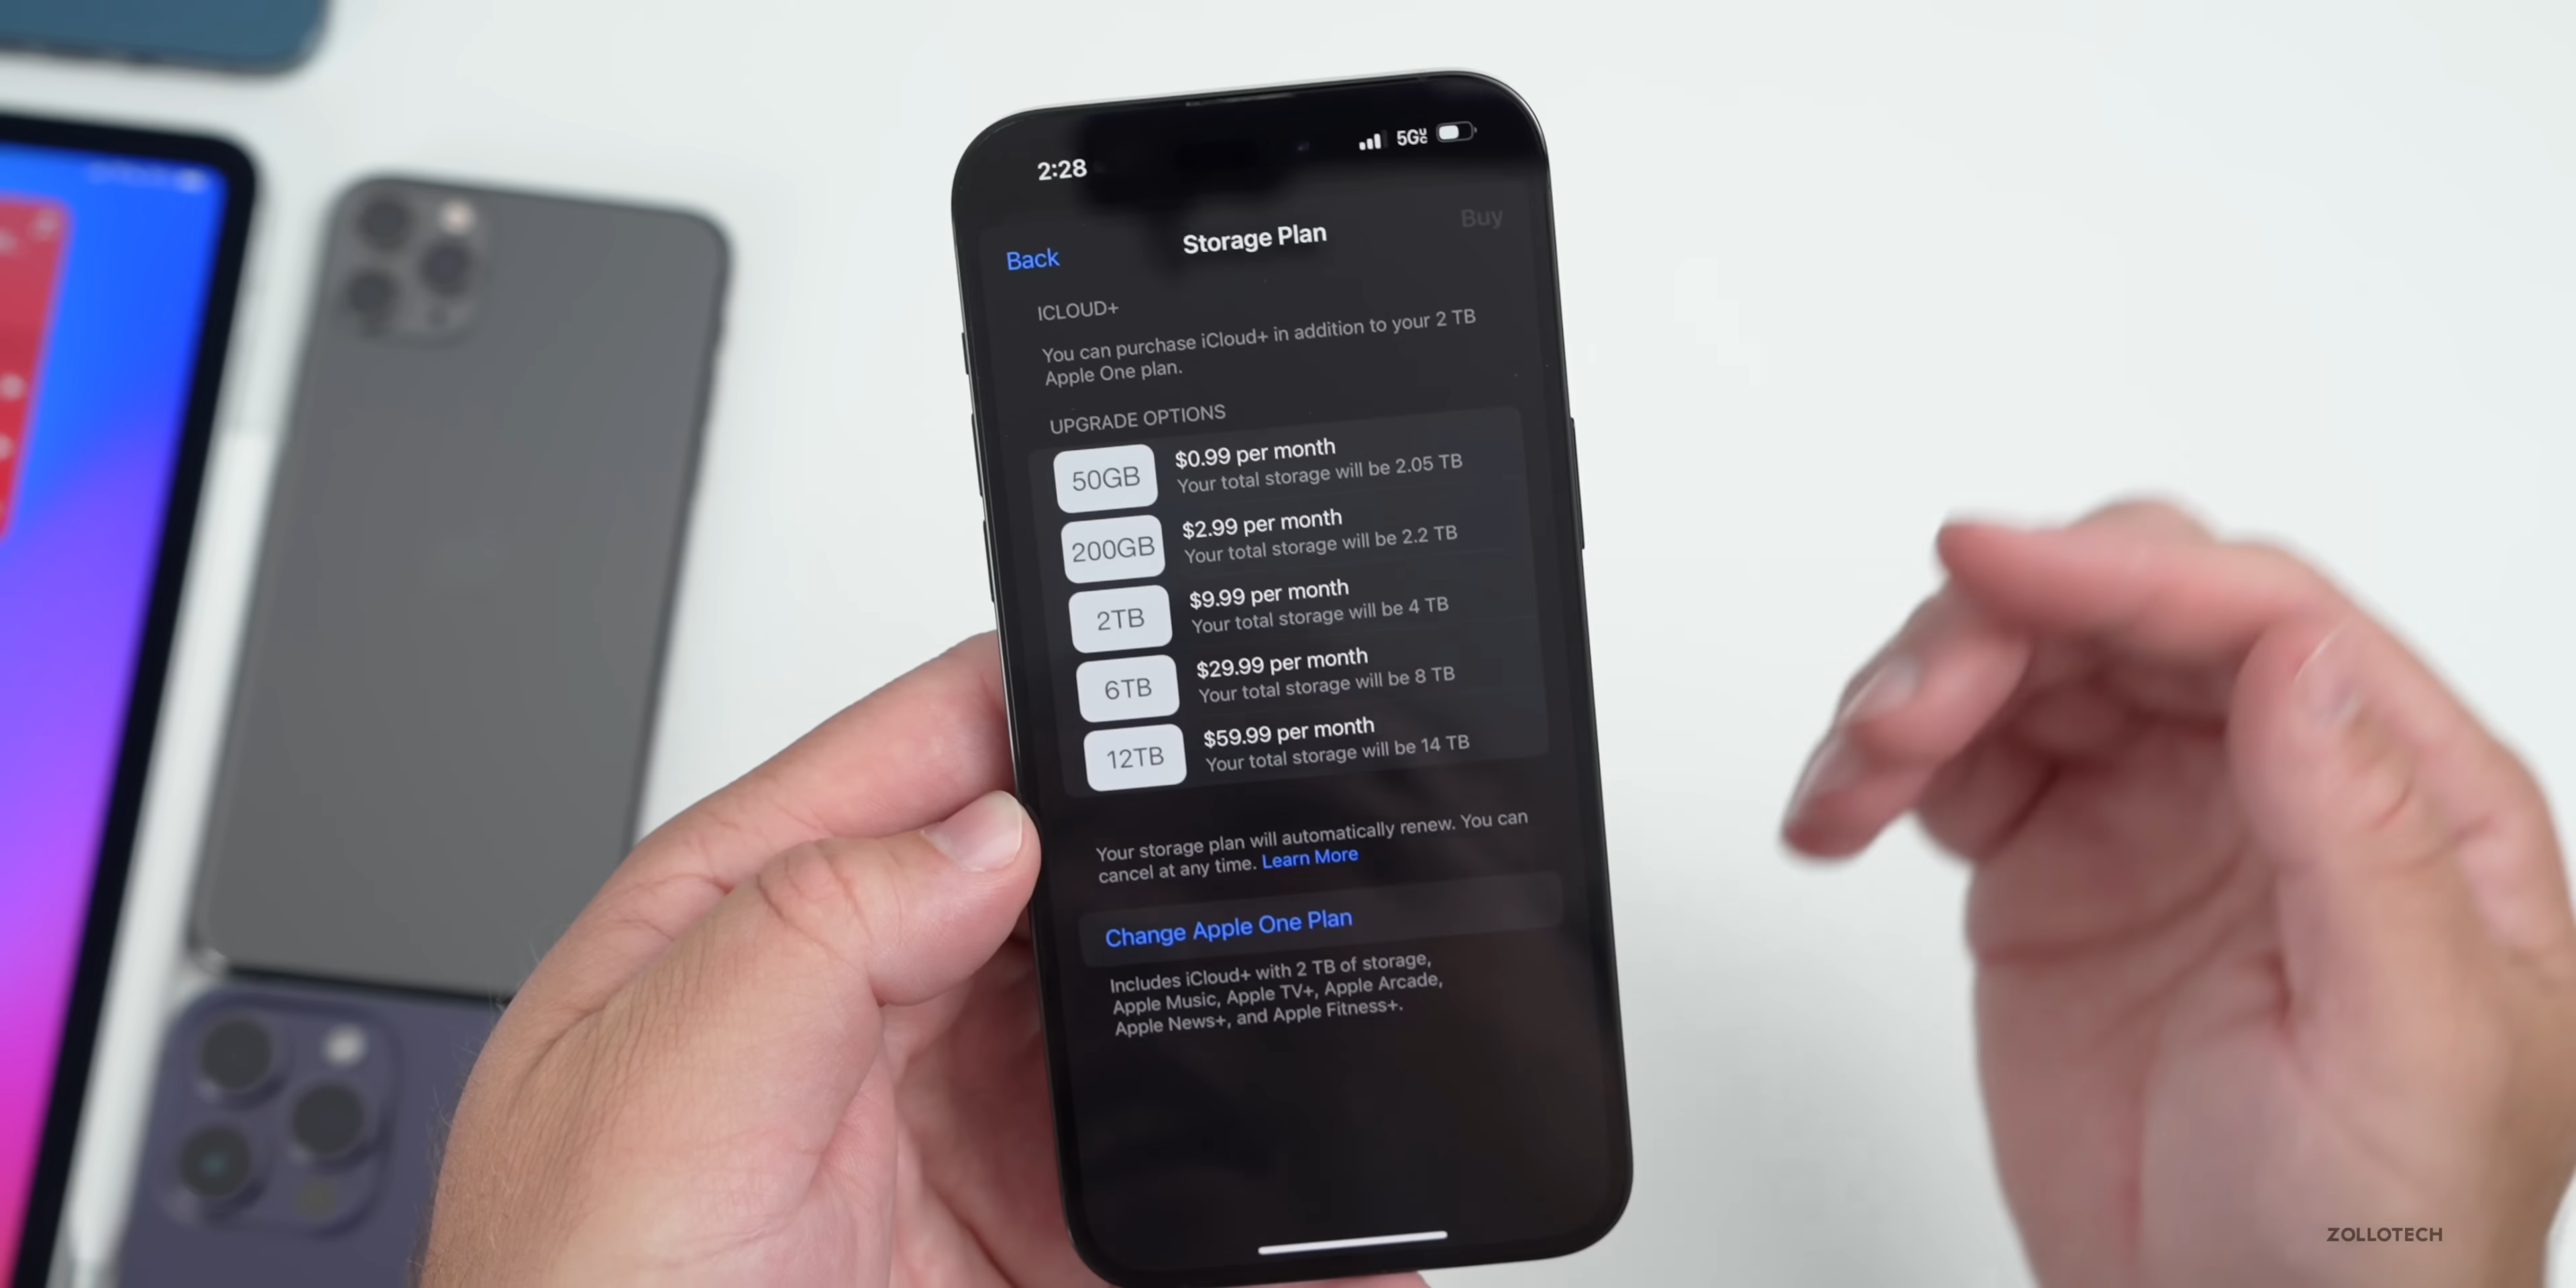 2:28
5G
Back
Storage Plan
Buy
ICLOUD+
You can purchase iCloud+ in addition to your 2 TB
Apple One plan.
UPGRADE OPTIONS
50GB
$0.99 per month
Your total storage will be 2.05 TB
200GB
$2.99 per month
Your total storage will be 2.2 TB
2TB
$9.99 per month
Your total storage will be 4 TB
6TB
$29.99 per month
Your total storage will be 8 TB
12TB
$59.99 per month
Your total storage will be 14 TB
Your storage plan will automatically renew. You can
cancel at any time. Learn More
Change Apple One Plan
Includes iCloud+ with 2 TB of storage,
Apple Music, Apple TV+, Apple Arcade,
Apple News+, and Apple Fitness+.
ZOLLOTECH